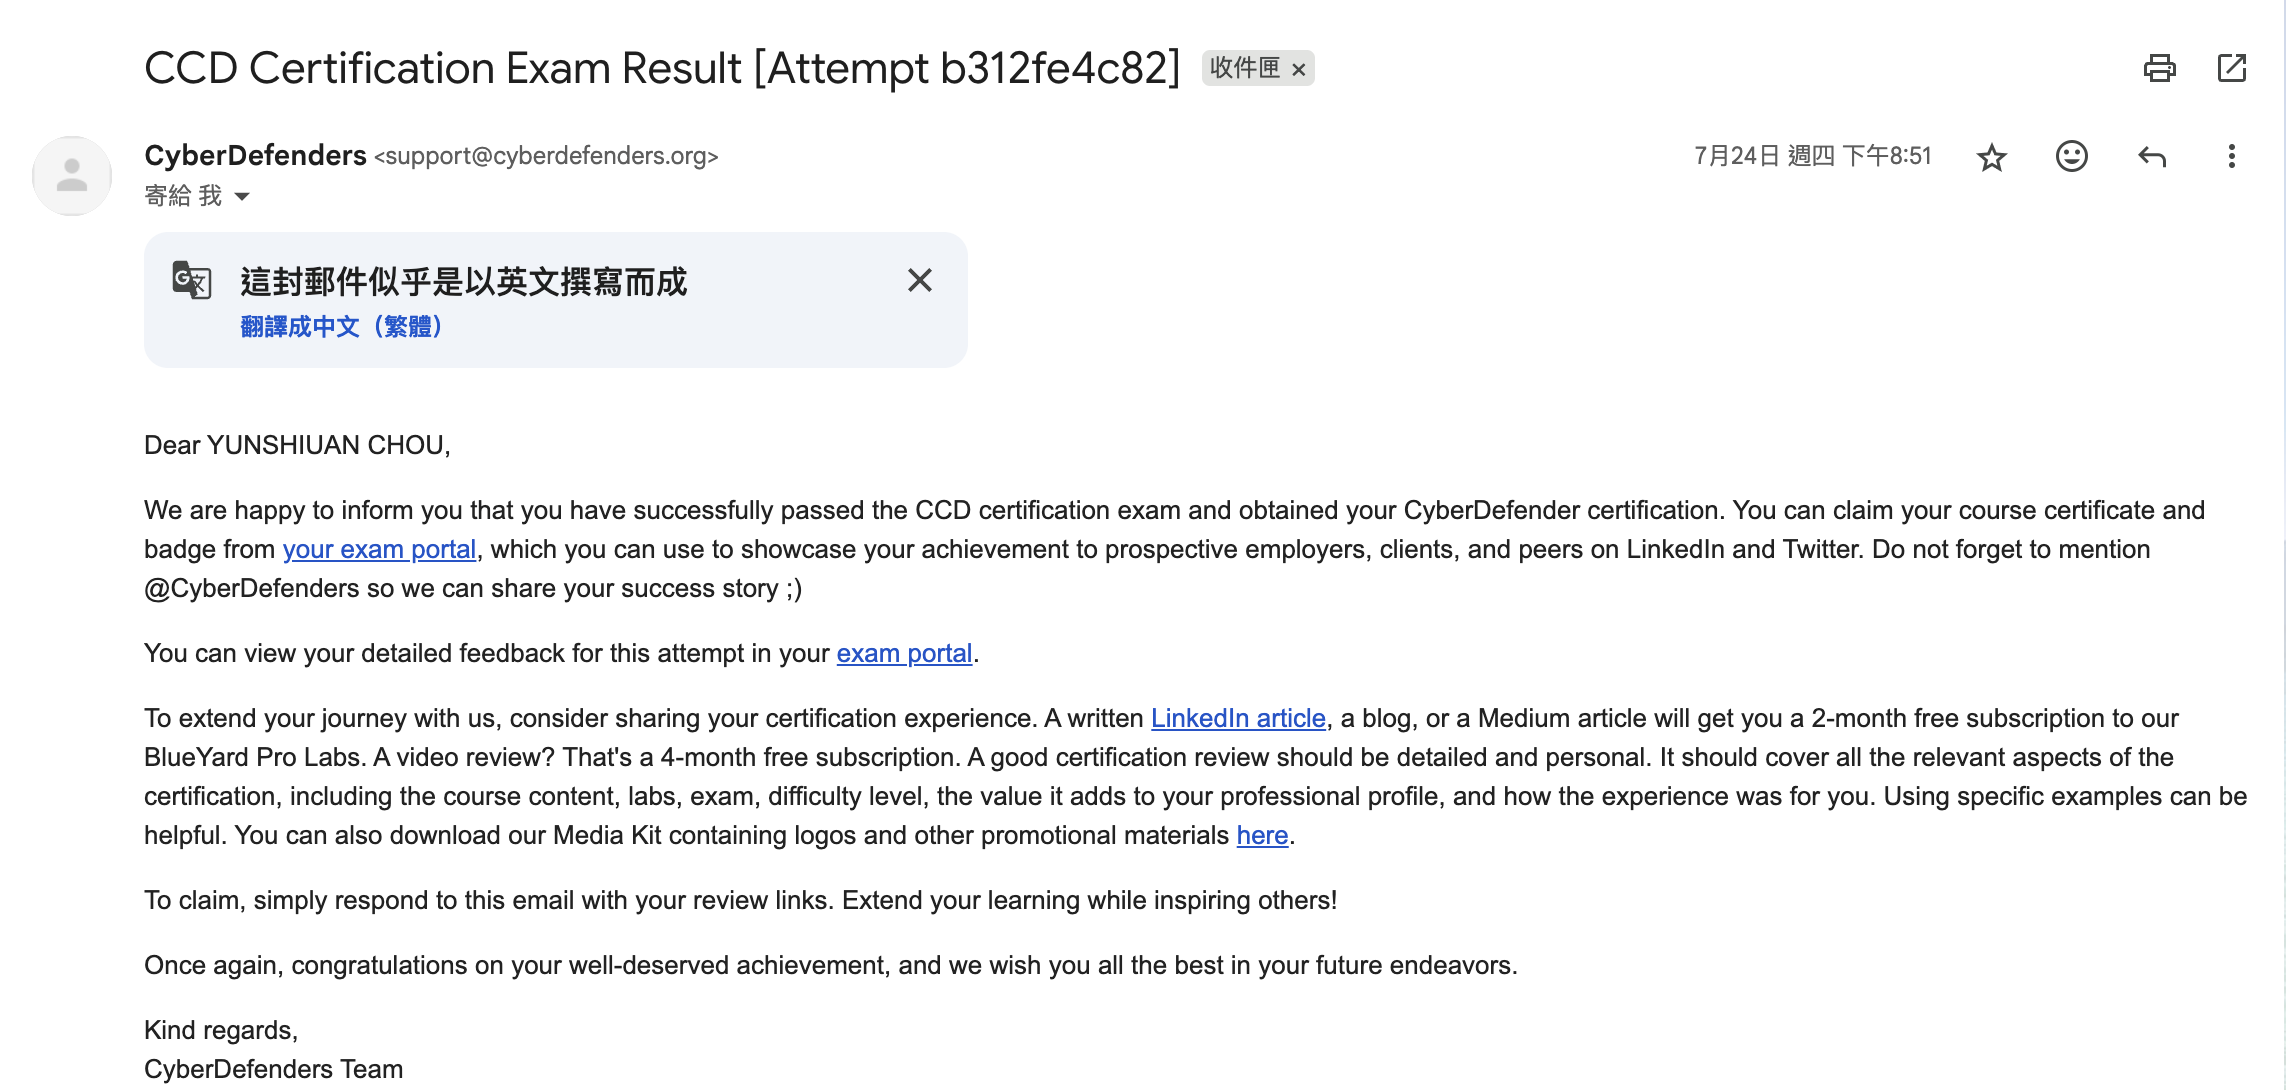 CCD Certification Exam Result [Attempt b312fe4c82] 收件匣 ×
CyberDefenders <support@cyberdefenders.org> 7月24日 週四 下午8:51
寄給 我
這封郵件似乎是以英文撰寫而成
翻譯成中文（繁體）
Dear YUNSHIUAN CHOU,
We are happy to inform you that you have successfully passed the CCD certification exam and obtained your CyberDefender certification. You can claim your course certificate and
badge from your exam portal, which you can use to showcase your achievement to prospective employers, clients, and peers on LinkedIn and Twitter. Do not forget to mention
@CyberDefenders so we can share your success story ;)
You can view your detailed feedback for this attempt in your exam portal.
To extend your journey with us, consider sharing your certification experience. A written LinkedIn article, a blog, or a Medium article will get you a 2-month free subscription to our
BlueYard Pro Labs. A video review? That's a 4-month free subscription. A good certification review should be detailed and personal. It should cover all the relevant aspects of the
certification, including the course content, labs, exam, difficulty level, the value it adds to your professional profile, and how the experience was for you. Using specific examples can be
helpful. You can also download our Media Kit containing logos and other promotional materials here.
To claim, simply respond to this email with your review links. Extend your learning while inspiring others!
Once again, congratulations on your well-deserved achievement, and we wish you all the best in your future endeavors.
Kind regards,
CyberDefenders Team